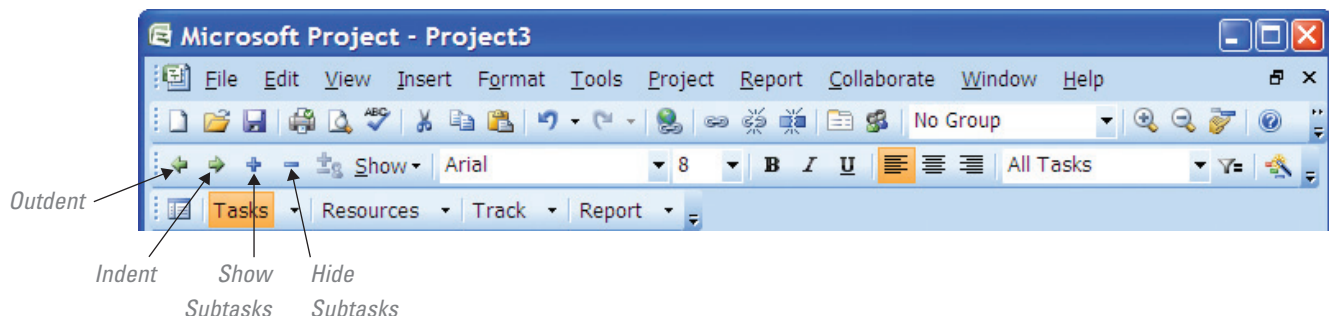 Microsoft Project - Project3
File Edit View Insert Format Tools Project Report Collaborate Window Help
ABC No Group
Show Arial 8 B I U All Tasks
Outdent
Tasks Resources Track Report
Indent Show Hide
Subtasks Subtasks